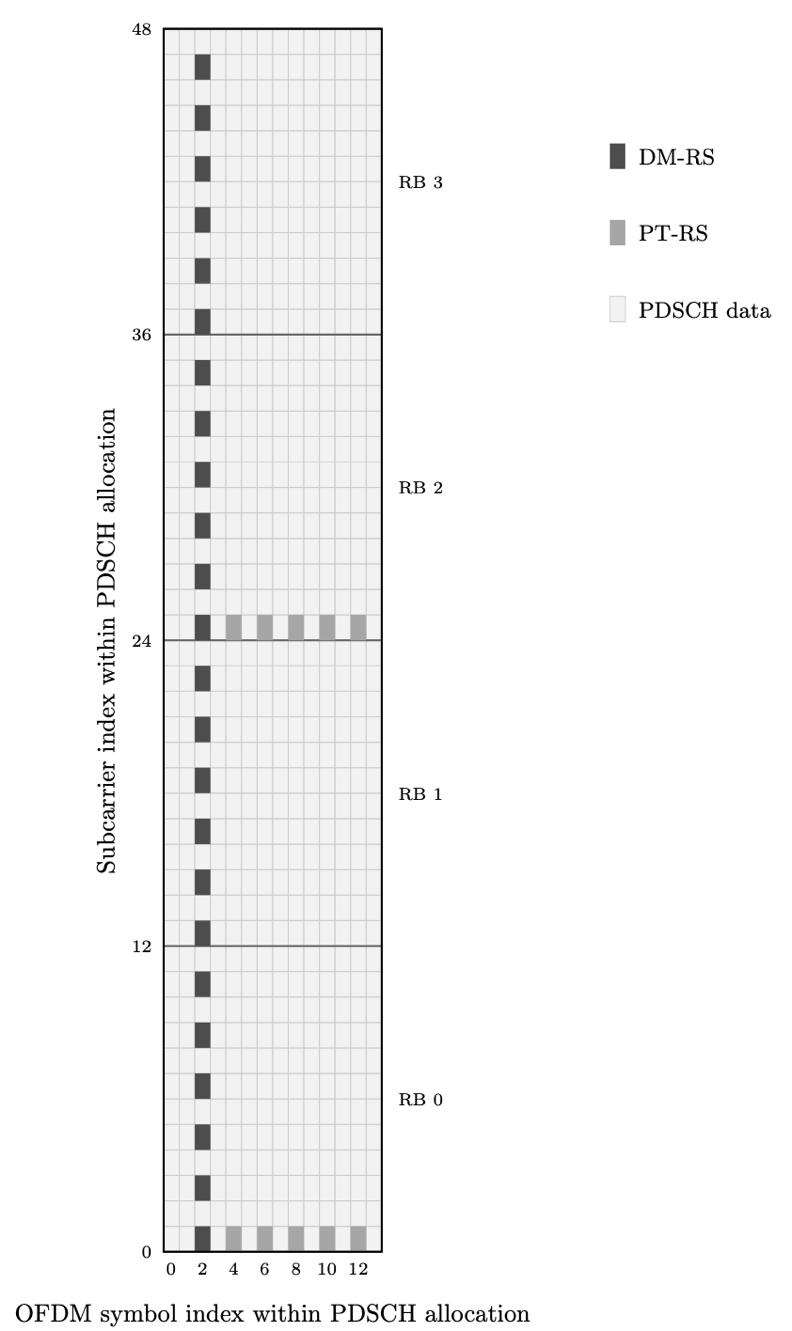 48
36
24
12
0
Subcarrier index within PDSCH allocation
RB 3
RB 2
RB 1
RB 0
0 2 4 6 8 10 12
OFDM symbol index within PDSCH allocation
DM-RS
PT-RS
PDSCH data